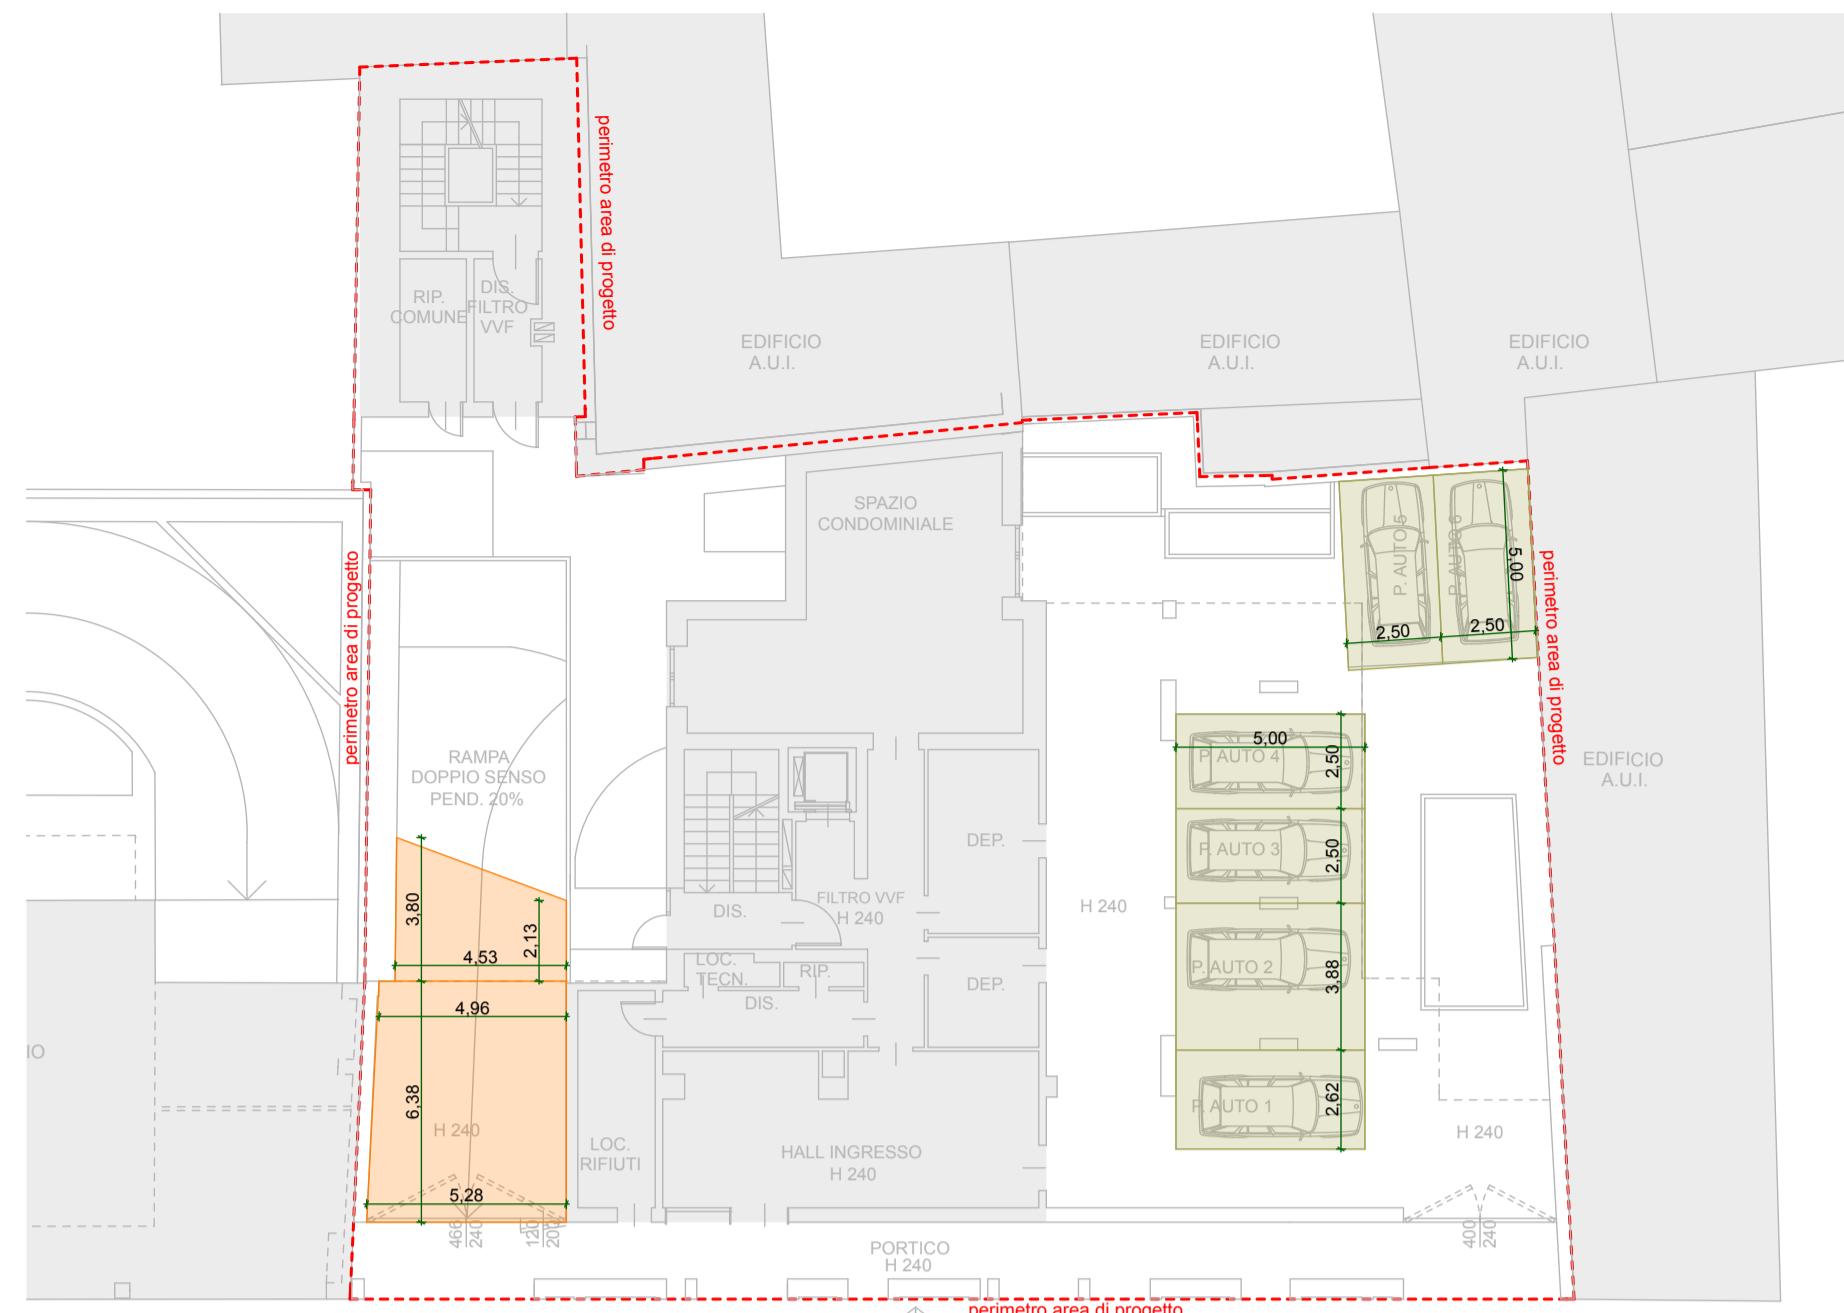 perimetro area di progetto
RIP.
COMUNE
DIS.
FILTRO
VVF
EDIFICIO
A.U.I.
EDIFICIO
A.U.I.
EDIFICIO
A.U.I.
SPAZIO
CONDOMINIALE
P. AUTO 5
P. AUTO 6
5,00
2,50
2,50
perimetro area di progetto
perimetro area di progetto
RAMPA
DOPPIO SENSO
PEND. 20%
5,00
P. AUTO 4
2,50
EDIFICIO
A.U.I.
DEP.
P. AUTO 3
2,50
3,80
2,13
4,53
DIS.
FILTRO VVF
H 240
H 240
LOC.
TECN.
RIP.
DIS.
DEP.
P. AUTO 2
3,88
4,96
IO
6,38
H 240
P. AUTO 1
2,62
H 240
LOC.
RIFIUTI
HALL INGRESSO
H 240
5,28
466
240
120
200
400
240
PORTICO
H 240
perimetro area di progetto